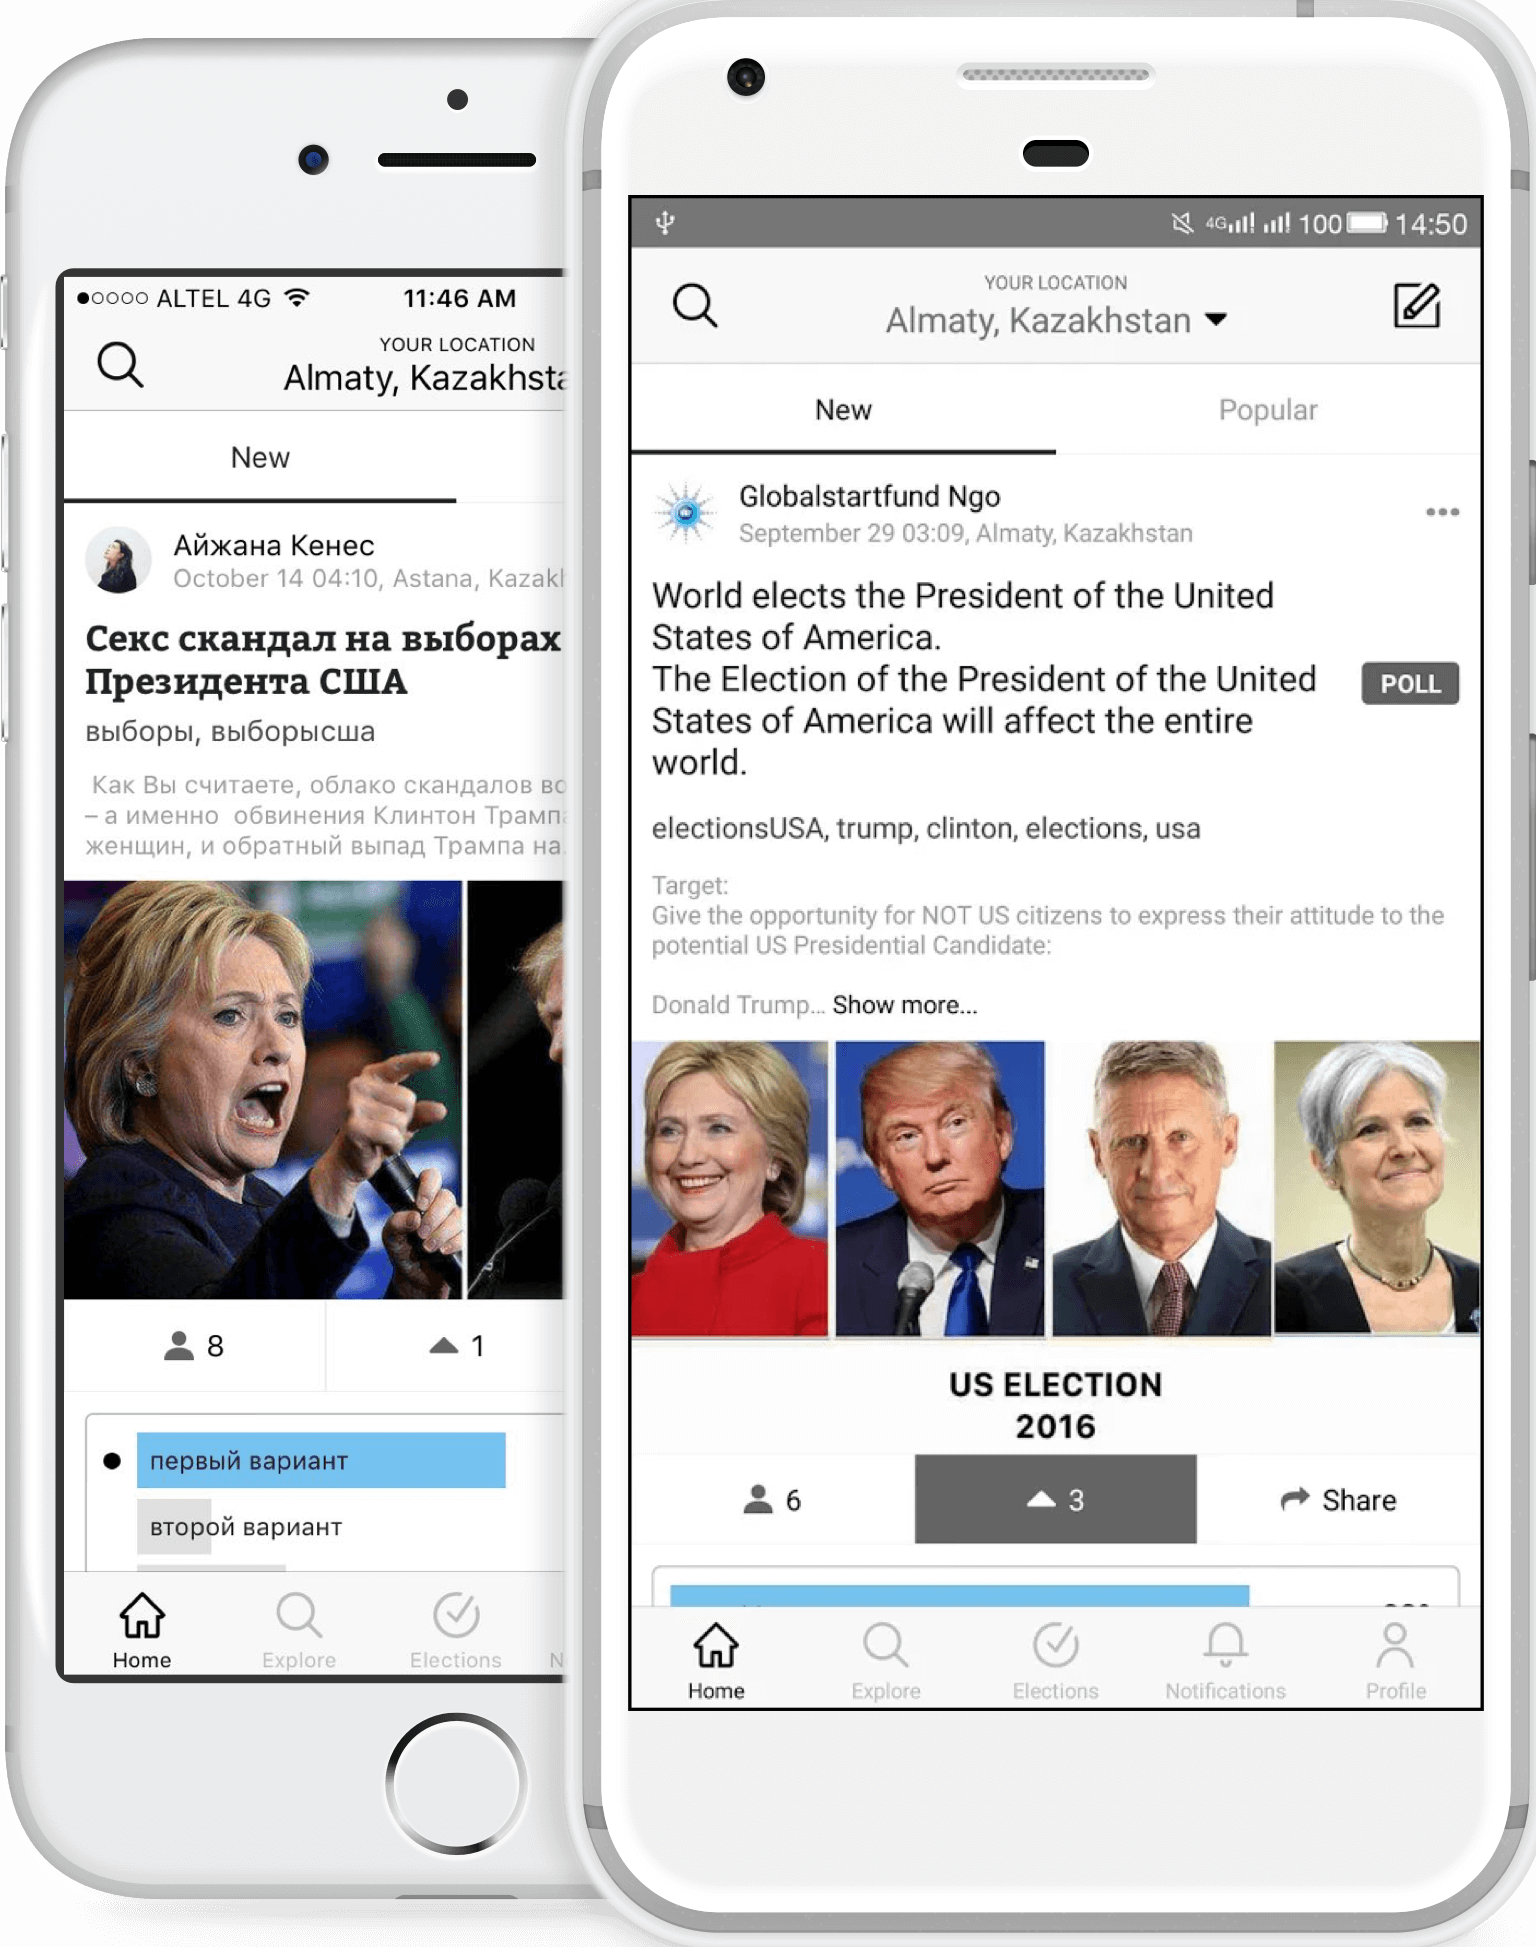 ALTEL 4G
11:46 AM
YOUR LOCATION
Almaty, Kazakhsta
New
Айжана Кенес
October 14 04:10, Astana, Kazakh
Секс скандал на выборах
Президента США
выборы, выборысша
Как Вы считаете, облако скандалов во
– а именно обвинения Клинтон Трампа
женщин, и обратный выпад Трампа на.
8
1
первый вариант
второй вариант
Home
Explore
Elections
N
4G
100
14:50
YOUR LOCATION
Almaty, Kazakhstan
New
Popular
Globalstartfund Ngo
September 29 03:09, Almaty, Kazakhstan
World elects the President of the United
States of America.
The Election of the President of the United
States of America will affect the entire
world.
POLL
electionsUSA, trump, clinton, elections, usa
Target:
Give the opportunity for NOT US citizens to express their attitude to the
potential US Presidential Candidate:
Donald Trump... Show more...
US ELECTION
2016
6
3
Share
Home
Explore
Elections
Notifications
Profile